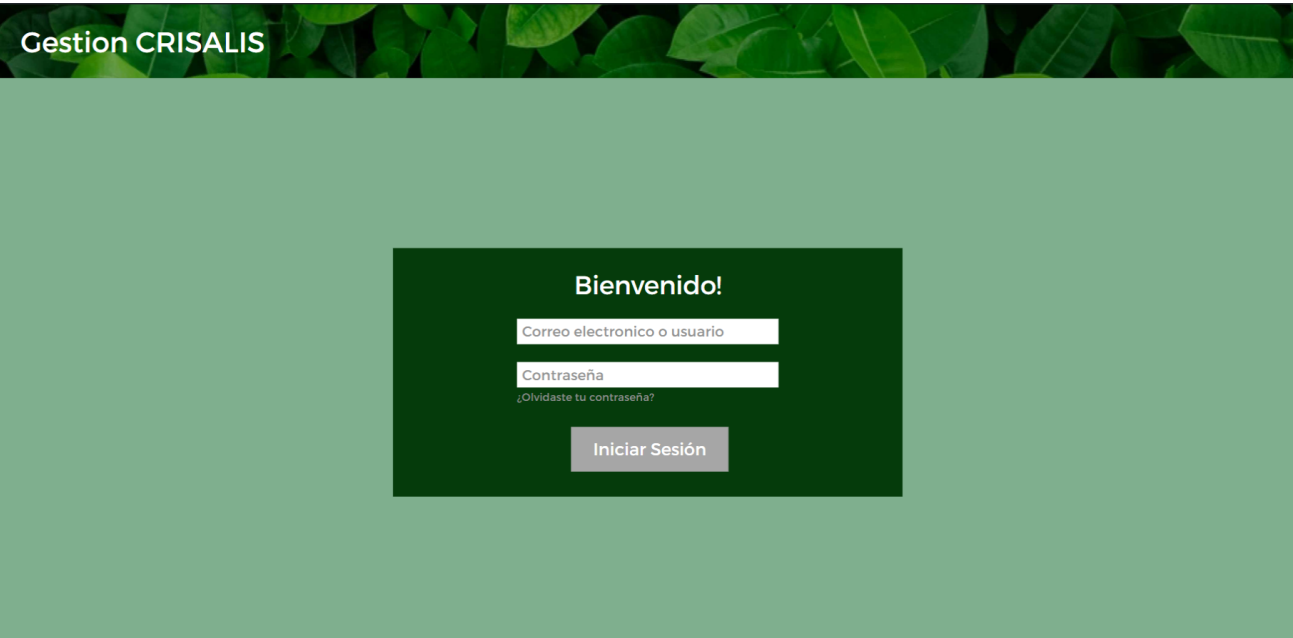 Gestion CRISALIS
Bienvenido!
Correo electronico o usuario
Contraseña
¿Olvidaste tu contraseña?
Iniciar Sesión